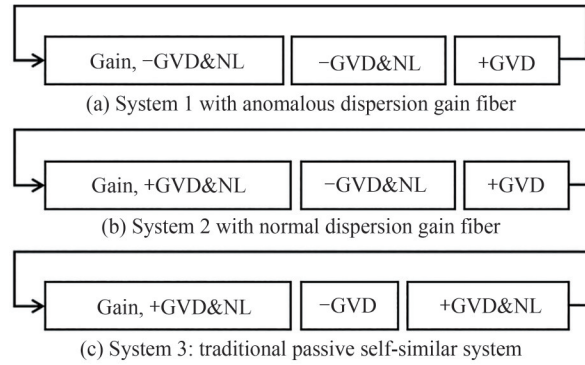 Gain, −GVD&NL −GVD&NL +GVD
(a) System 1 with anomalous dispersion gain fiber
Gain, +GVD&NL −GVD&NL +GVD
(b) System 2 with normal dispersion gain fiber
Gain, +GVD&NL −GVD +GVD&NL
(c) System 3: traditional passive self-similar system